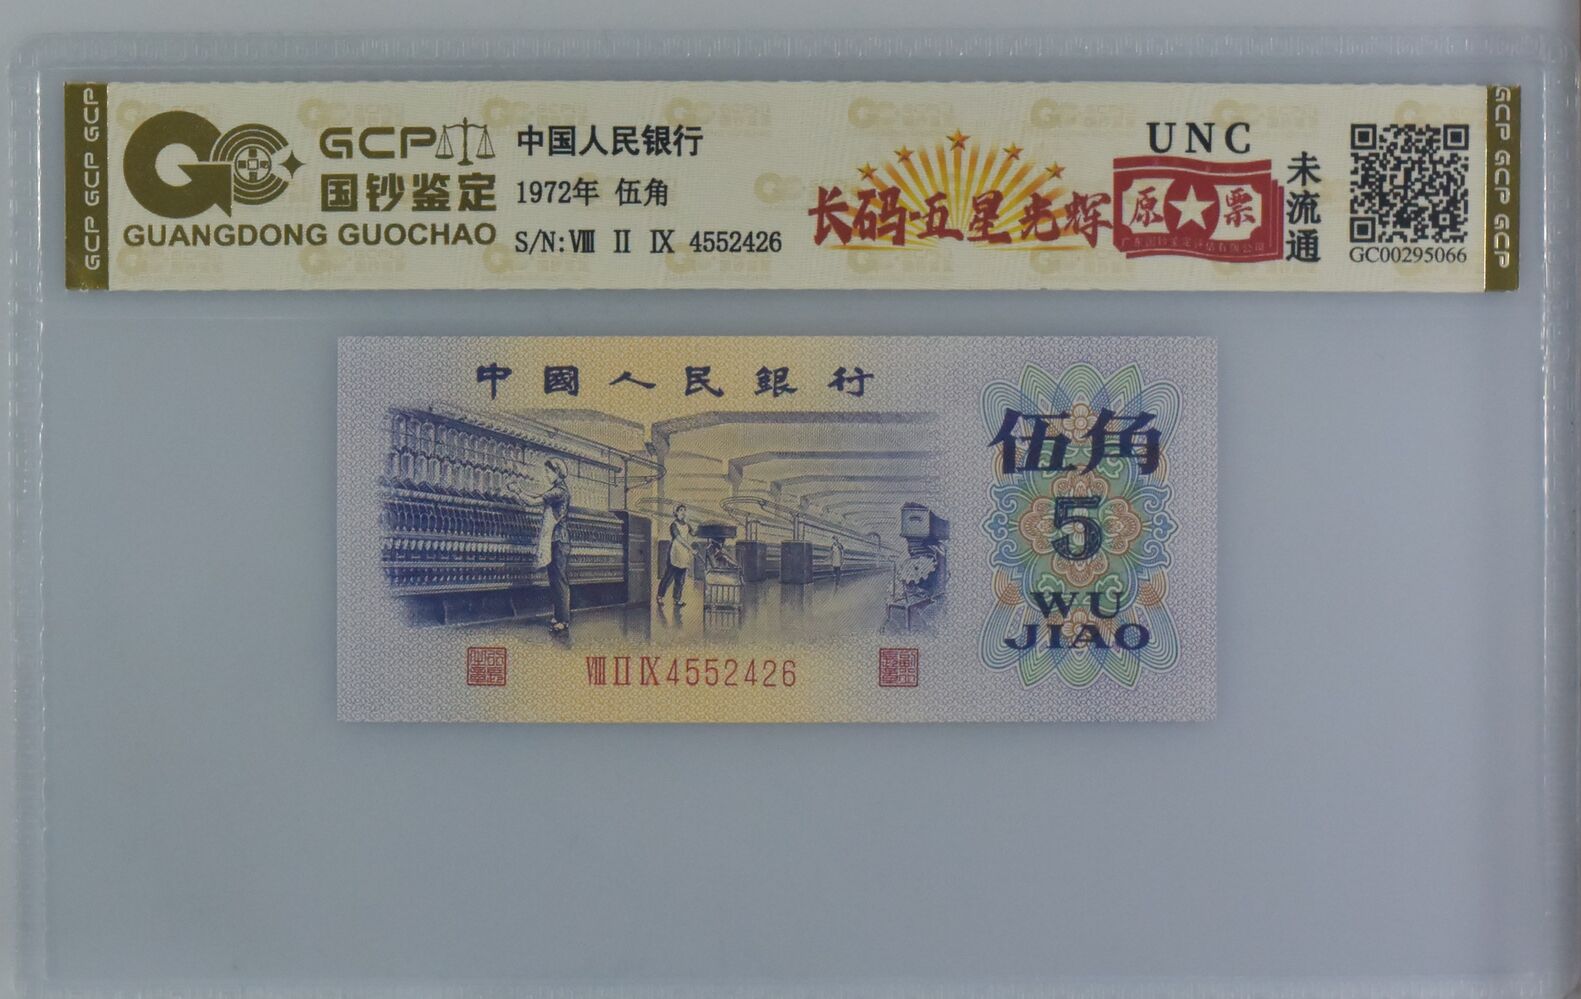 GCP GCP GCP
GCP
国钞鉴定
GUANGDONG GUOCHAO
中国人民银行
1972年 伍角
S/N:Ⅷ Ⅱ Ⅸ 4552426
长码·五星光辉
UNC
原★票
未流通
GC00295066
GCP GCP GCP
中國人民銀行
伍角
5
WU
JIAO
ⅧⅡⅨ4552426